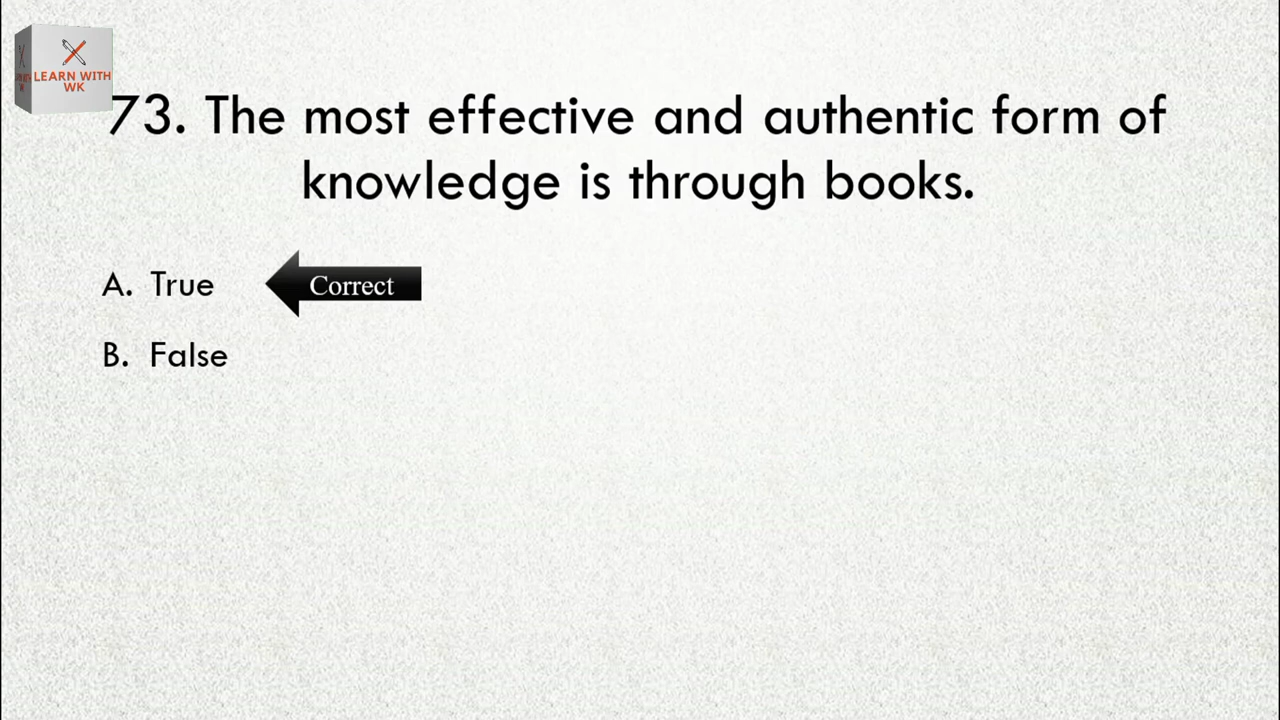 LEARN WITH
WK
73. The most effective and authentic form of
knowledge is through books.
A. True
Correct
B. False